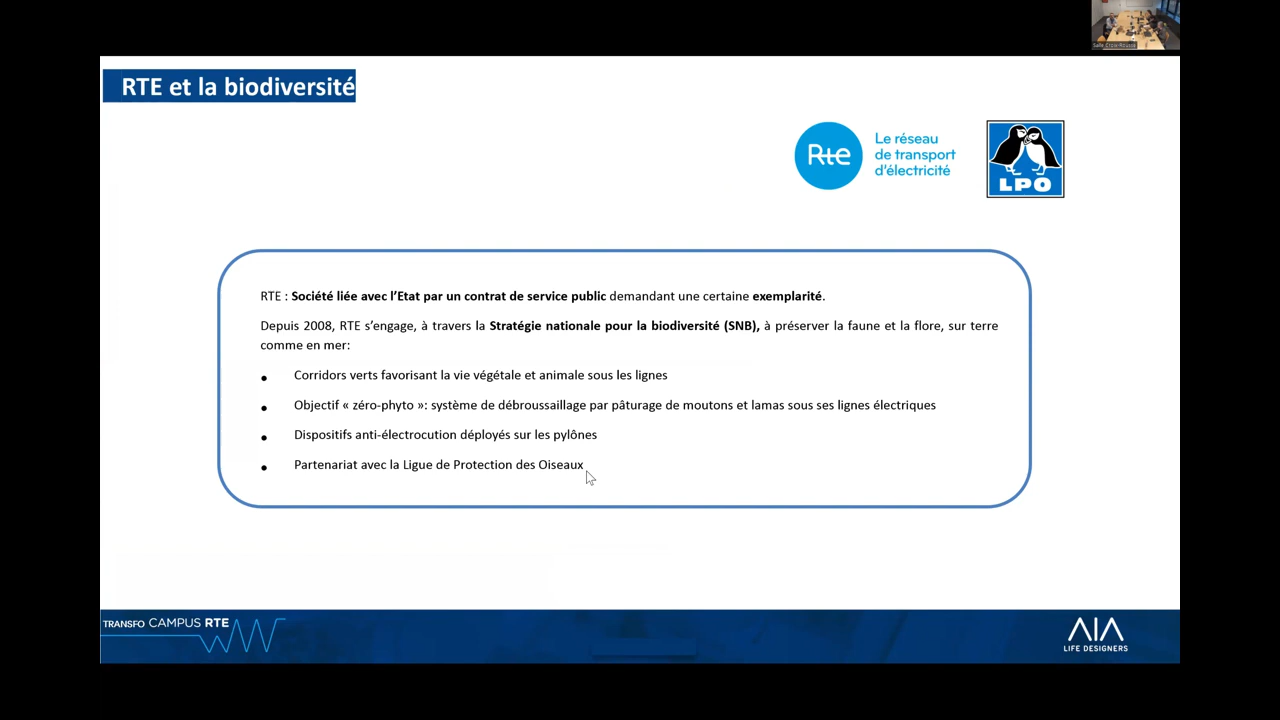 Salle Croix-Rousse
RTE et la biodiversité
Rte
Le réseau
de transport
d'électricité
LPO
RTE : Société liée avec l'Etat par un contrat de service public demandant une certaine exemplarité.
Depuis 2008, RTE s'engage, à travers la Stratégie nationale pour la biodiversité (SNB), à préserver la faune et la flore, sur terre
comme en mer:
• Corridors verts favorisant la vie végétale et animale sous les lignes
• Objectif « zéro-phyto »: système de débroussaillage par pâturage de moutons et lamas sous ses lignes électriques
• Dispositifs anti-électrocution déployés sur les pylônes
• Partenariat avec la Ligue de Protection des Oiseaux
TRANSFO CAMPUS RTE
AIA
LIFE DESIGNERS